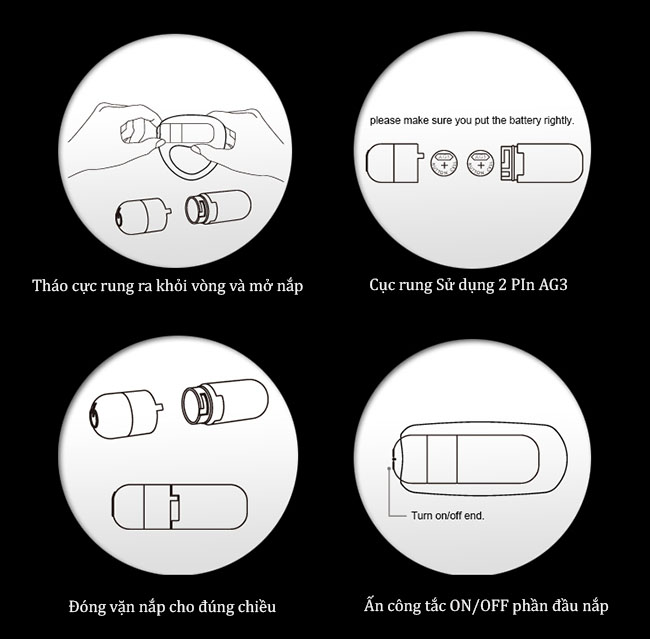 please make sure you put the battery rightly.
AG3 AG3
Tháo cực rung ra khỏi vòng và mở nắp
Cục rung Sử dụng 2 PIn AG3
Turn on/off end.
Đóng vặn nắp cho đúng chiều
Ấn công tắc ON/OFF phần đầu nắp